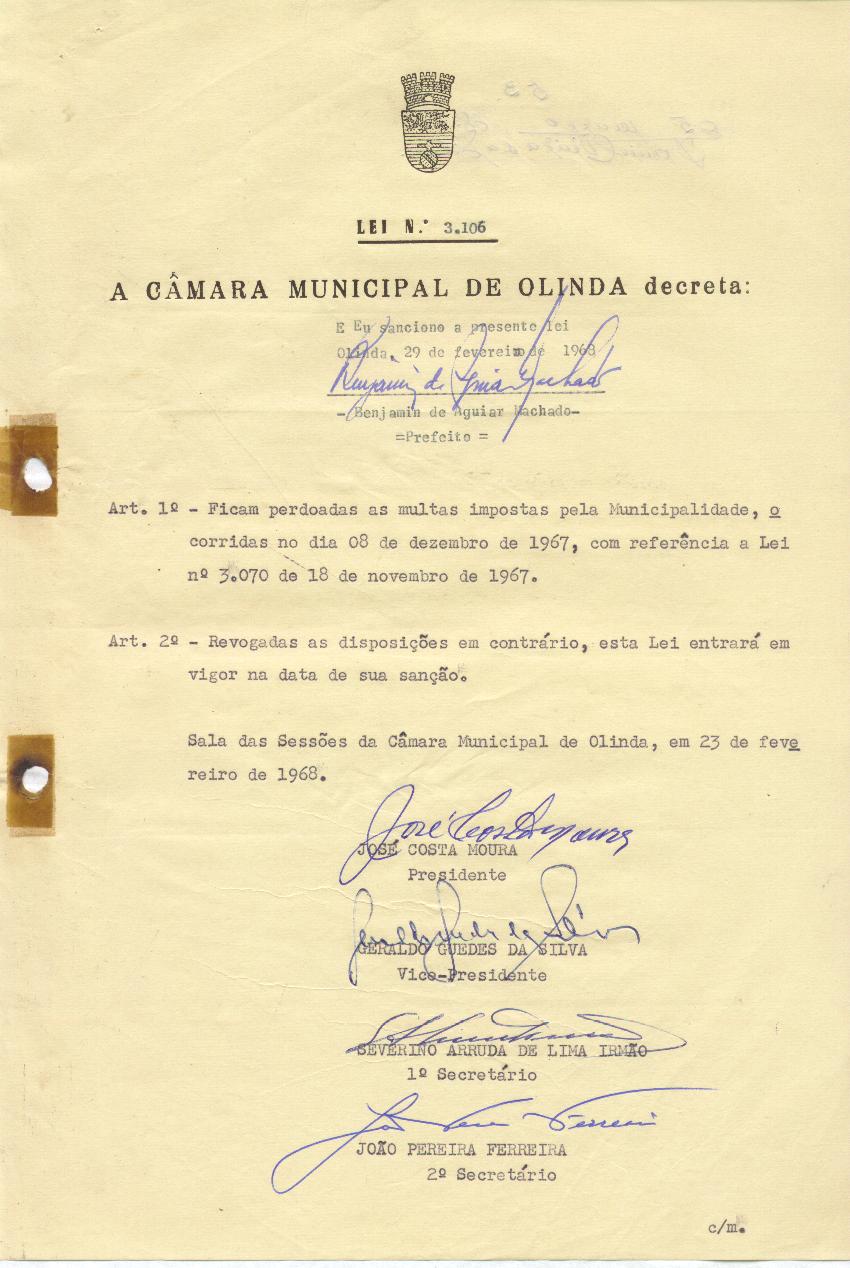 LEI N.° 3.106
A CÂMARA MUNICIPAL DE OLINDA decreta:
E Eu sanciono a presente lei
Olinda, 29 de fevereiro de 1968
Benjamin de Aguiar Machado
- Benjamin de Aguiar Machado-
=Prefeito =
Art. 1º - Ficam perdoadas as multas impostas pela Municipalidade, o
corridas no dia 08 de dezembro de 1967, com referência a Lei
nº 3.070 de 18 de novembro de 1967.
Art. 2º - Revogadas as disposições em contrário, esta Lei entrará em
vigor na data de sua sanção.
Sala das Sessões da Câmara Municipal de Olinda, em 23 de feve
reiro de 1968.
José Costa Moura
JOSÉ COSTA MOURA
Presidente
Geraldo Guedes da Silva
GERALDO GUEDES DA SILVA
Vice-Presidente
SEVERINO ARRUDA DE LIMA IRMÃO
1º Secretário
JOÃO PEREIRA FERREIRA
2º Secretário
c/m.